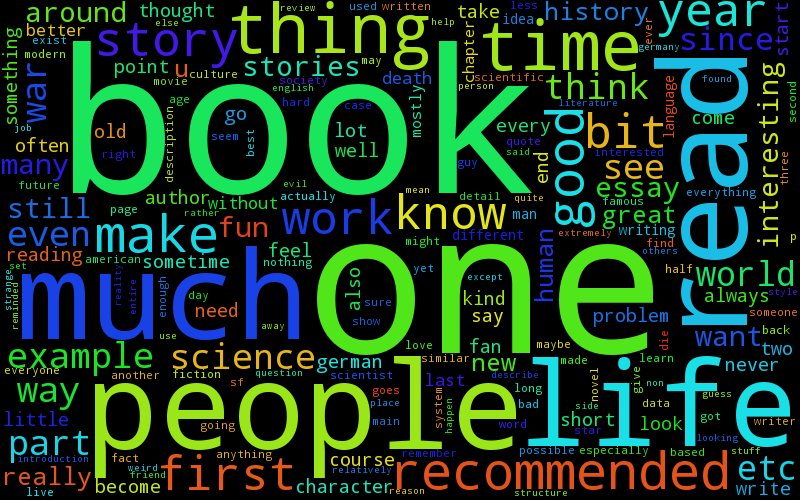 around
thought
else
review
used
written
less
history
year
better
exist
modern
something
thing
story
stories
culture
movie
may
help
take
idea
ever
since
start
time
chapter
scientific
germany
point
u
death
society
english
person
think
found
second
war
age
hard
case
mostly
language
literature
job
often
old
go
seem
best
lot
well
every
quote
said
guy
bit
come
interesting
book
right
description
many
end
see
interested
three
read
future
evil
actually
mean
detail
good
essay
everything
author
without
quite
famous
still
page
rather
work
know
man
great
p
even
make
fun
different
writing
extremely
find
others
reading
american
sometime
feel
nothing
might
yet
human
half
world
set
strange
reminded
reality
entire
enough
day
need
also
sure
show
except
kind
say
problem
always
style
someone
much
one
use
away
love
maybe
die
want
back
two
example
science
german
similar
fan
new
made
learn
never
everyone
another
fiction
sf
question
scientist
describe
novel
give
non
guess
way
people
goes
place
last
system
happen
long
bad
life
data
got
writer
little
going
main
word
side
star
short
look
looking
part
fact
weird
anything
course
remember
possible
especially
based
stuff
introduction
friend
relatively
really
first
recommended
etc
live
become
character
reason
structure
write